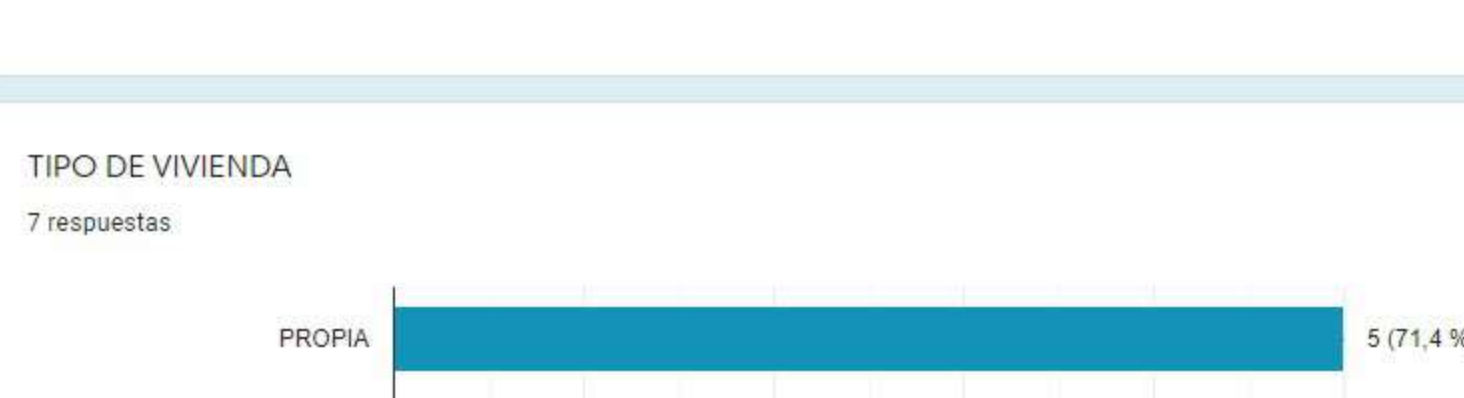 TIPO DE VIVIENDA
7 respuestas
PROPIA 5 (71,4 %